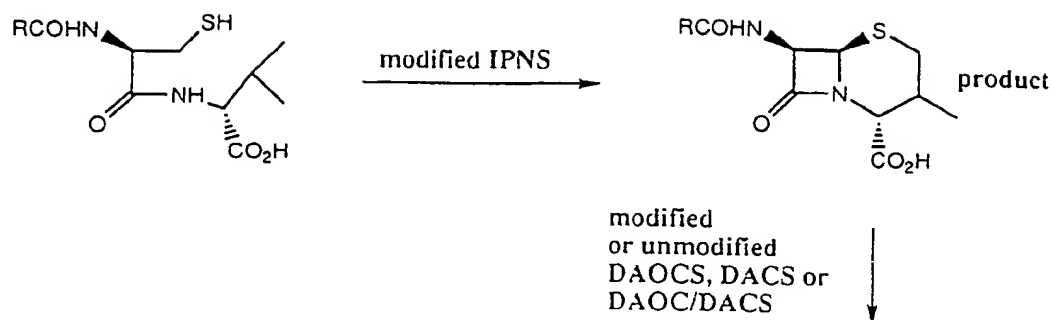 RCOHN
SH
O
NH
CO₂H
modified IPNS
RCOHN
S
O
N
CO₂H
product
modified
or unmodified
DAOCS, DACS or
DAOC/DACS